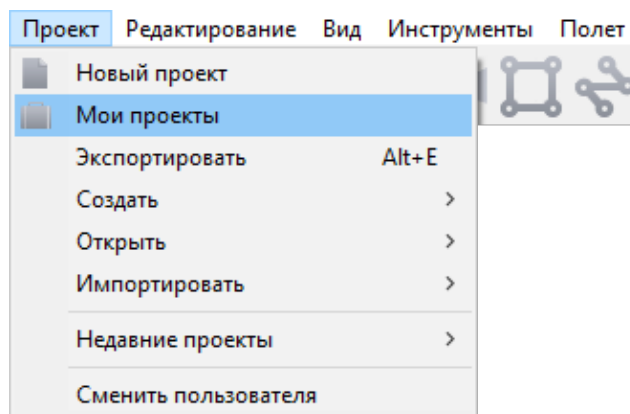 Проект Редактирование Вид Инструменты Полет
Новый проект
Мои проекты
Экспортировать Alt+E
Создать
Открыть
Импортировать
Недавние проекты
Сменить пользователя